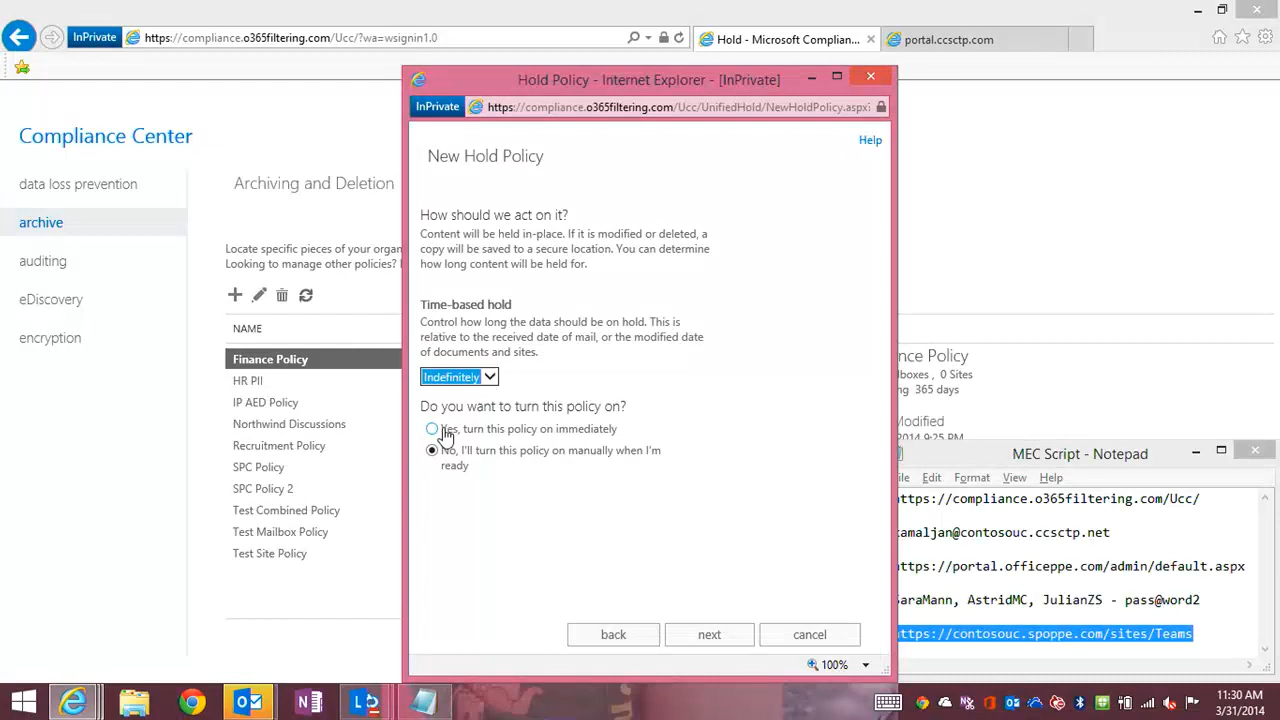 InPrivate
https://compliance.o365filtering.com/Ucc/?wa=wsignin1.0
Hold - Microsoft Complian...
portal.ccsctp.com
Hold Policy - Internet Explorer - [InPrivate]
InPrivate
https://compliance.o365filtering.com/Ucc/UnifiedHold/NewHoldPolicy.aspx
Compliance Center
data loss prevention
archive
auditing
eDiscovery
encryption
Archiving and Deletion
Locate specific pieces of your organ
Looking to manage other policies?
NAME
Finance Policy
HR PII
IP AED Policy
Northwind Discussions
Recruitment Policy
SPC Policy
SPC Policy 2
Test Combined Policy
Test Mailbox Policy
Test Site Policy
Help
New Hold Policy
How should we act on it?
Content will be held in-place. If it is modified or deleted, a
copy will be saved to a secure location. You can determine
how long content will be held for.
Time-based hold
Control how long the data should be on hold. This is
relative to the received date of mail, or the modified date
of documents and sites.
Indefinitely
Do you want to turn this policy on?
Yes, turn this policy on immediately
No, I'll turn this policy on manually when I'm
ready
back
next
cancel
100%
nce Policy
lboxes, 0 Sites
ng 365 days
Modified
2014 9:25 PM
MEC Script - Notepad
ile Edit Format View Help
https://compliance.o365filtering.com/Ucc/
kamaljan@contosouc.ccsctp.net
https://portal.officeppe.com/admin/default.aspx
SaraMann, AstridMC, JulianZS - pass@word2
https://contosouc.spoppe.com/sites/Teams
11:30 AM
3/31/2014